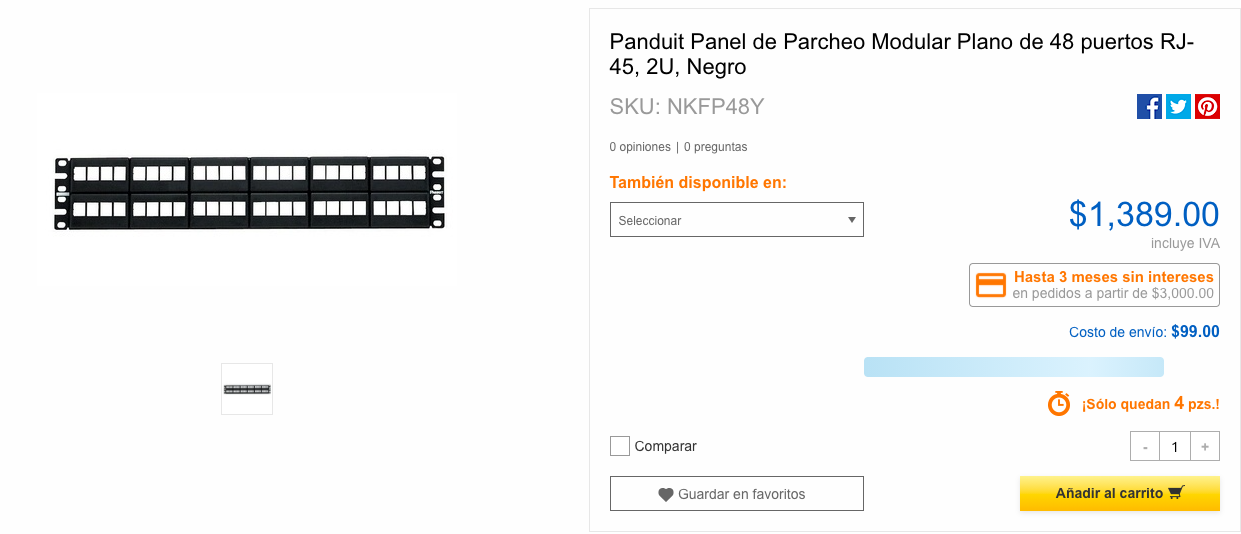 Panduit Panel de Parcheo Modular Plano de 48 puertos RJ-
45, 2U, Negro
SKU: NKFP48Y
0 opiniones | 0 preguntas
También disponible en:
Seleccionar
$1,389.00
incluye IVA
Hasta 3 meses sin intereses
en pedidos a partir de $3,000.00
Costo de envío: $99.00
¡Sólo quedan 4 pzs.!
Comparar
- 1 +
Guardar en favoritos
Añadir al carrito